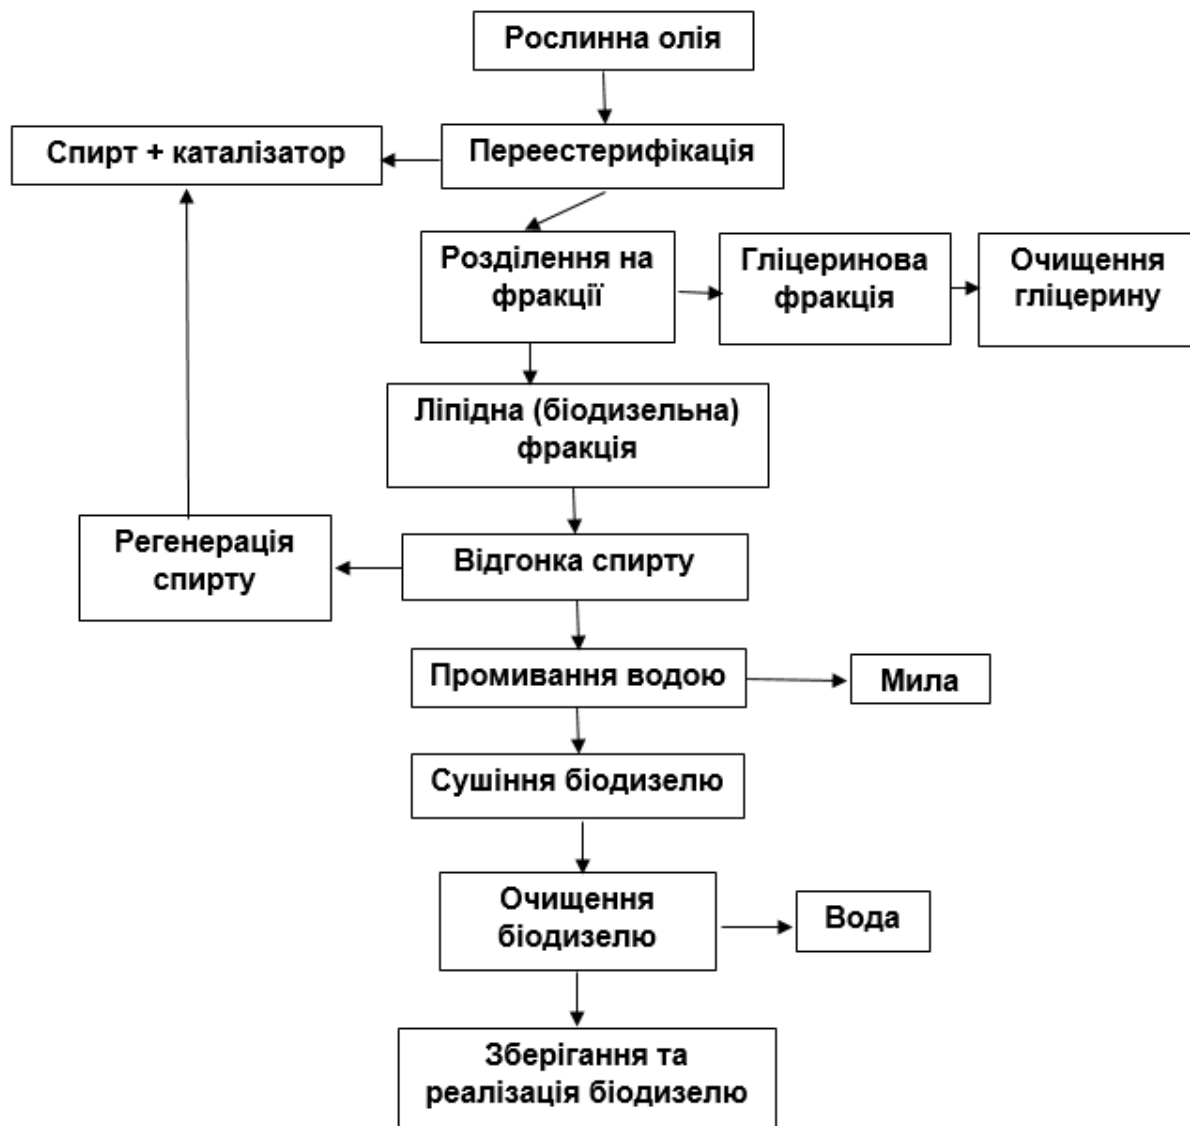 Рослинна олія
Спирт + каталізатор
Переестерифікація
Розділення на
фракції
Гліцеринова
фракція
Очищення
гліцерину
Ліпідна (біодизельна)
фракція
Регенерація
спирту
Відгонка спирту
Промивання водою
Мила
Сушіння біодизелю
Очищення
біодизелю
Вода
Зберігання та
реалізація біодизелю